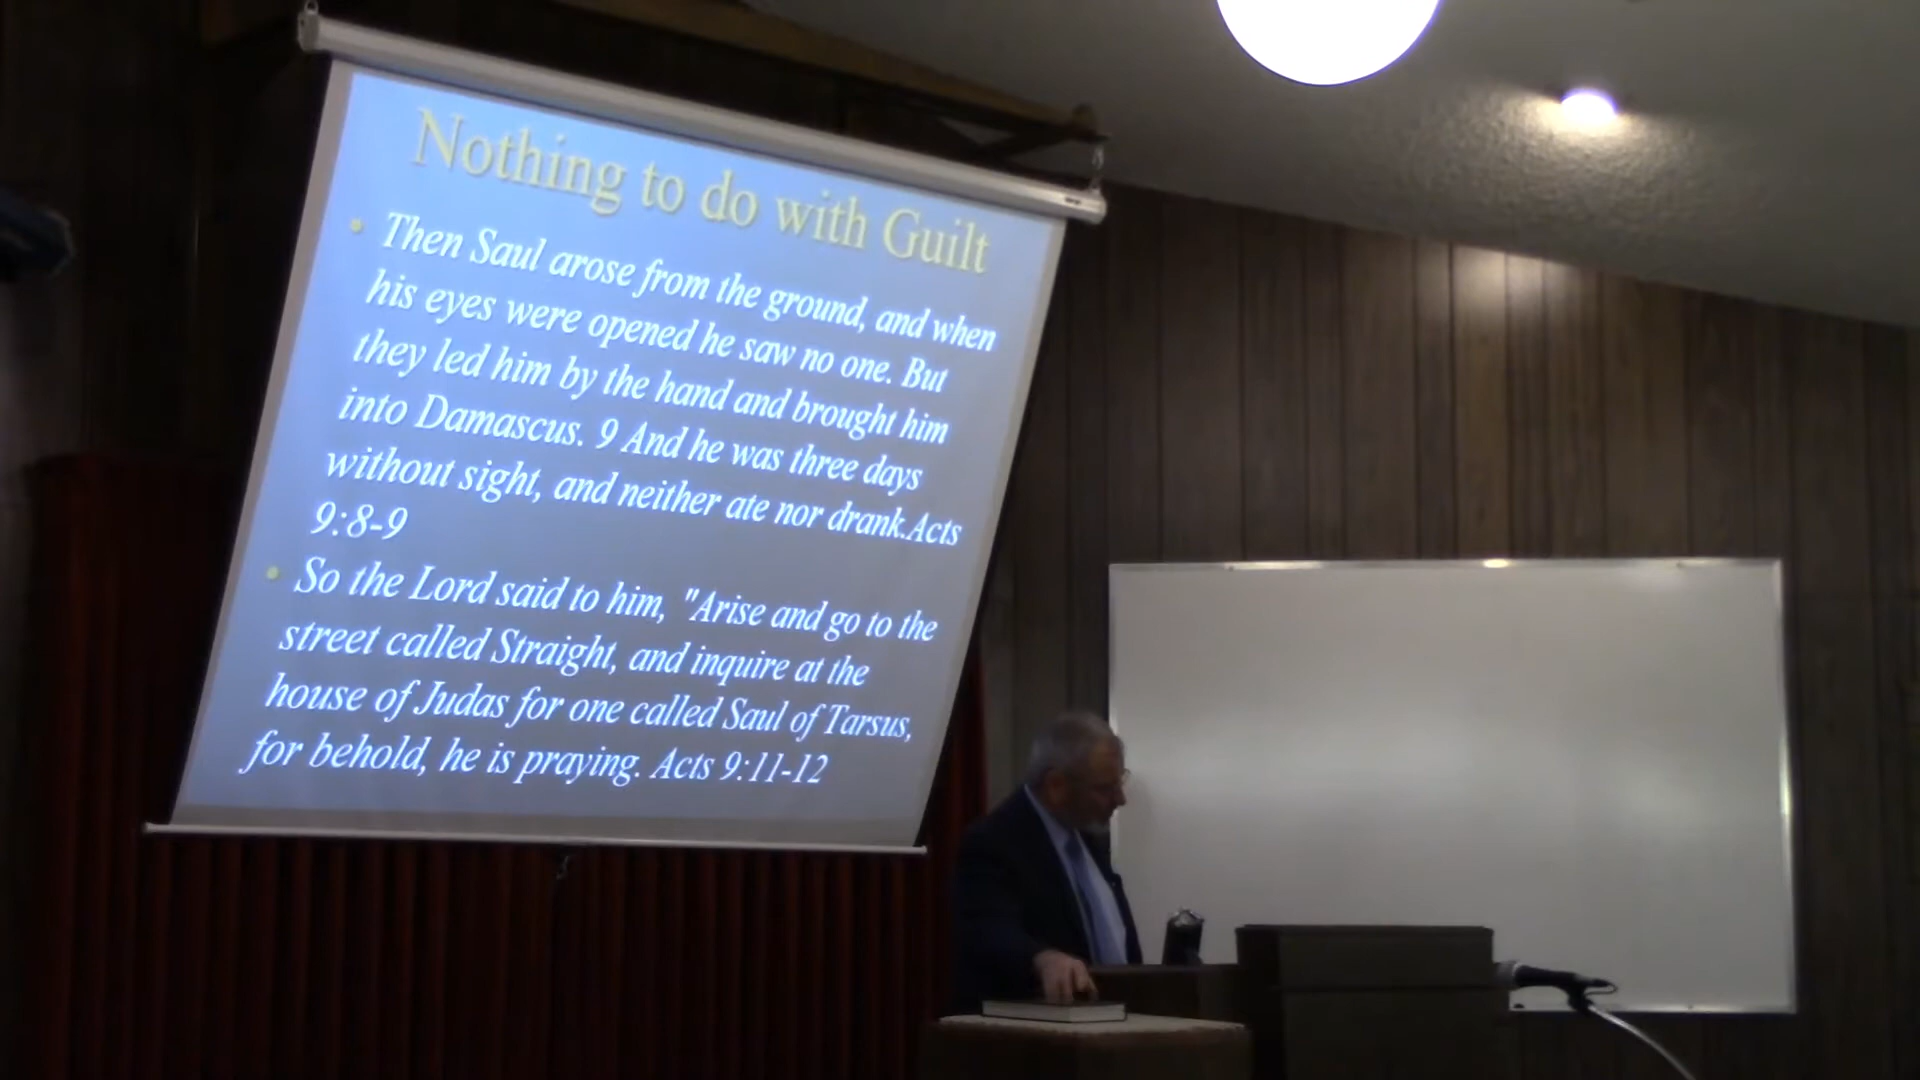 Nothing to do with Guilt
• Then Saul arose from the ground, and when
his eyes were opened he saw no one. But
they led him by the hand and brought him
into Damascus. 9 And he was three days
without sight, and neither ate nor drank.Acts
9:8-9
• So the Lord said to him, "Arise and go to the
street called Straight, and inquire at the
house of Judas for one called Saul of Tarsus,
for behold, he is praying. Acts 9:11-12